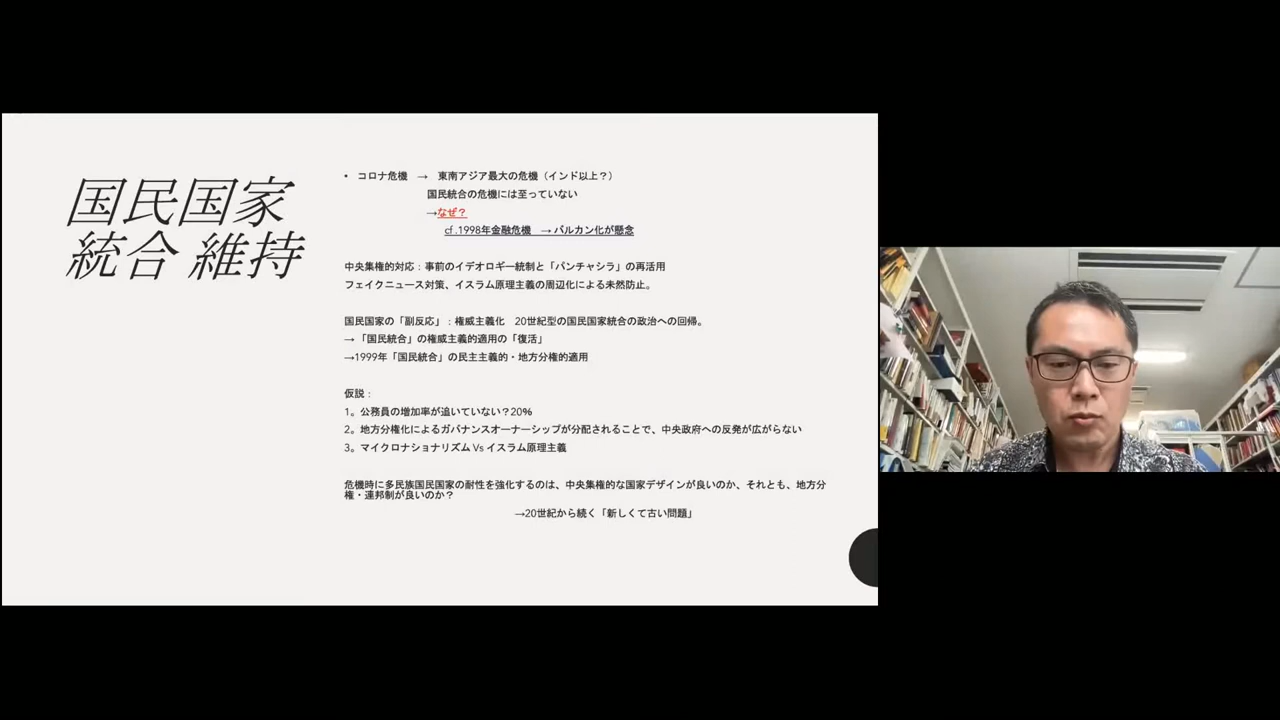 国民国家
統合 維持
• コロナ危機　→　東南アジア最大の危機（インド以上？）
国民統合の危機には至っていない
→なぜ？
cf .1998年金融危機　→ バルカン化が懸念
中央集権的対応：事前のイデオロギー統制と「パンチャシラ」の再活用
フェイクニュース対策、イスラム原理主義の周辺化による未然防止。
国民国家の「副反応」：権威主義化　20世紀型の国民国家統合の政治への回帰。
→ 「国民統合」の権威主義的適用の「復活」
→1999年「国民統合」の民主主義的・地方分権的適用
仮説：
1。公務員の増加率が追いていない？20%
2。地方分権化によるガバナンスオーナーシップが分配されることで、中央政府への反発が広がらない
3。マイクロナショナリズム Vs イスラム原理主義
危機時に多民族国民国家の耐性を強化するのは、中央集権的な国家デザインが良いのか、それとも、地方分
権・連邦制が良いのか？
→20世紀から続く「新しくて古い問題」